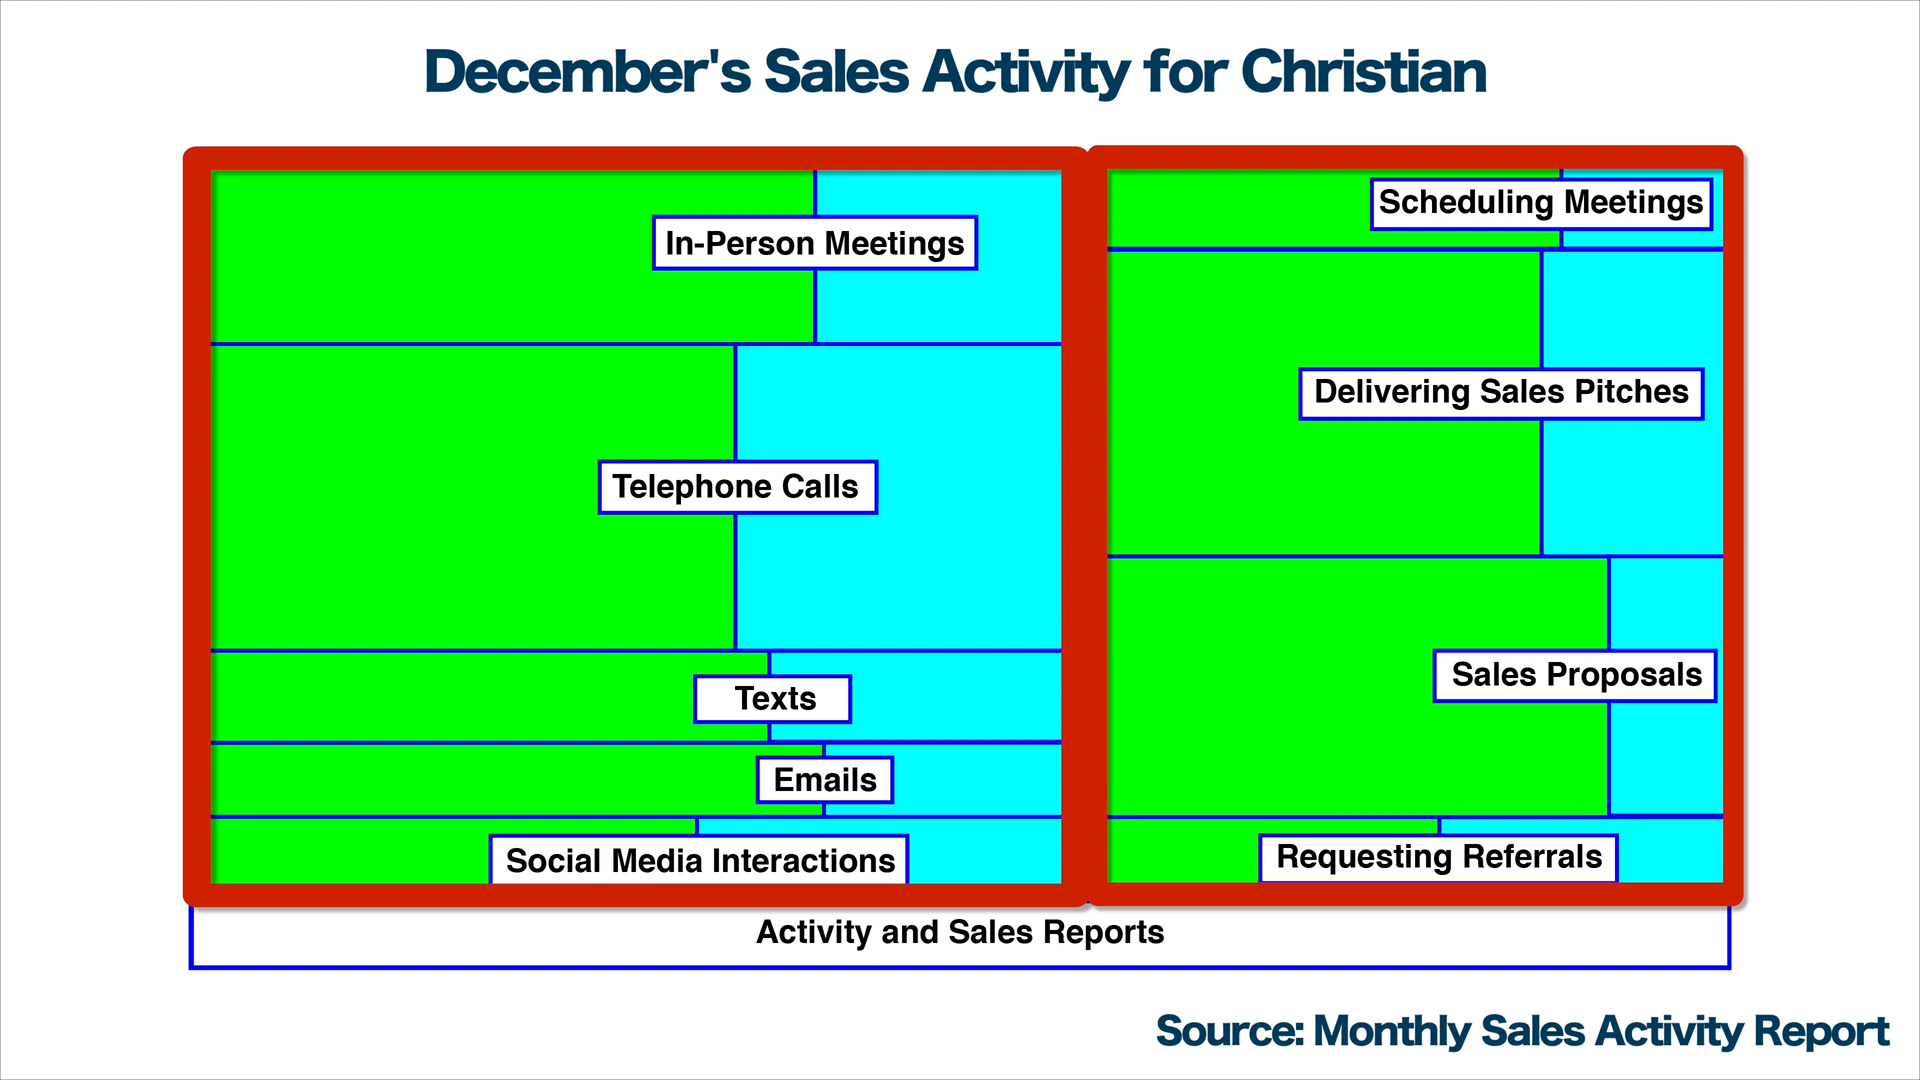 December's Sales Activity for Christian
In-Person Meetings
Telephone Calls
Texts
Emails
Social Media Interactions
Scheduling Meetings
Delivering Sales Pitches
Sales Proposals
Requesting Referrals
Activity and Sales Reports
Source: Monthly Sales Activity Report